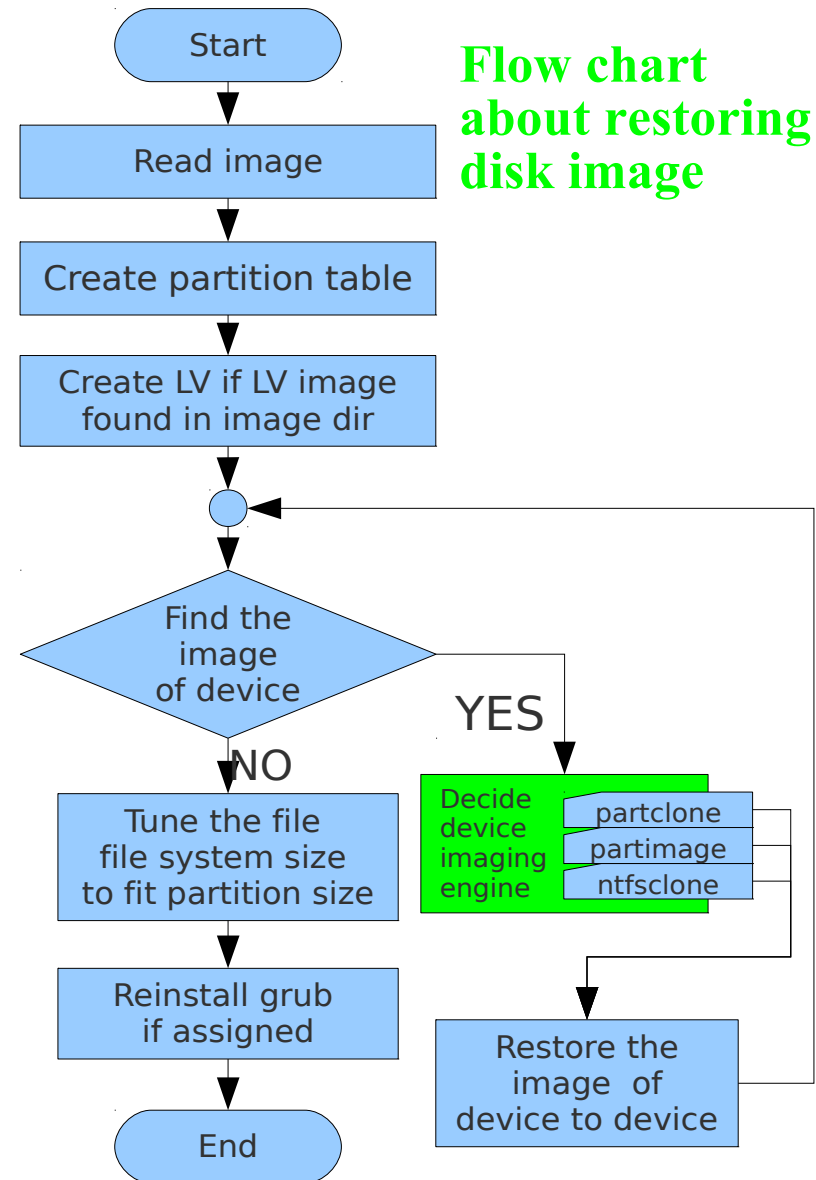 Start
Flow chart
about restoring
disk image
Read image
Create partition table
Create LV if LV image
found in image dir
Find the
image
of device
YES
NO
Tune the file
file system size
to fit partition size
Decide
device
imaging
engine
partclone
partimage
ntfsclone
Reinstall grub
if assigned
Restore the
image of
device to device
End